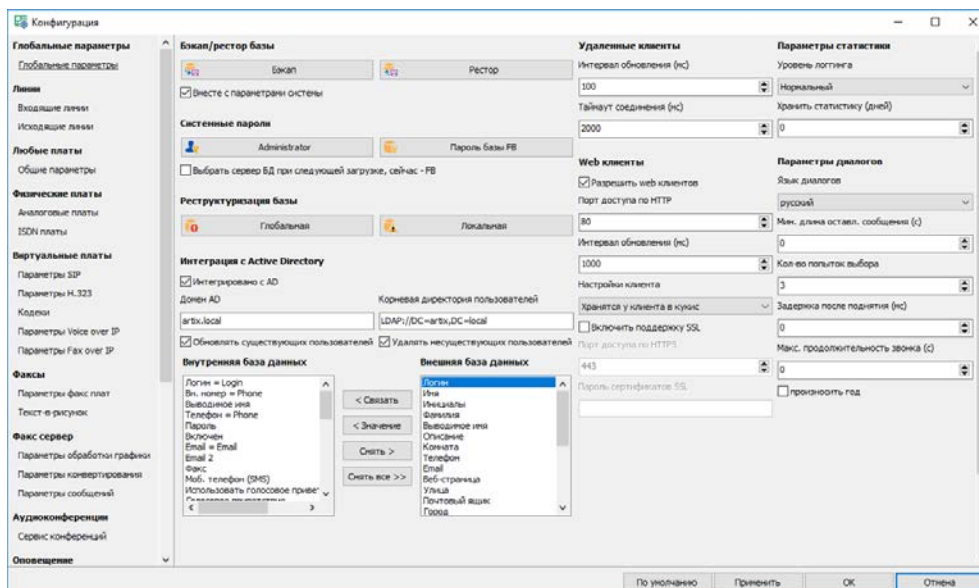 Конфигурация
Глобальные параметры
Глобальные параметры
Линии
Входящие линии
Исходящие линии
Любые платы
Общие параметры
Физические платы
Аналоговые платы
ISDN платы
Виртуальные платы
Параметры SIP
Параметры H.323
Кодеки
Параметры Voice over IP
Параметры Fax over IP
Факсы
Параметры факс плат
Текст-в-рисунок
Факс сервер
Параметры обработки графики
Параметры конвертирования
Параметры сообщений
Аудиоконференции
Сервис конференций
Оповещение
Бэкап/рестор базы
Бэкап
Рестор
Вместе с параметрами системы
Системные пароли
Administrator
Пароль базы FB
Выбрать сервер БД при следующей загрузке, сейчас - FB
Реструктуризация базы
Глобальная
Локальная
Интеграция с Active Directory
Интегрировано с AD
Домен AD
Корневая директория пользователей
artix.local
LDAP://DC=artix,DC=local
Обновлять существующих пользователей
Удалять несуществующих пользователей
Внутренняя база данных
Логин = Login
Вн. номер = Phone
Выводимое имя
Телефон = Phone
Пароль
Включен
Email = Email
Email 2
Факс
Моб. телефон (SMS)
Использовать голосовое привет
Голосовое приветствие
< Связать
< Значение
Снять >
Снять все >>
Внешняя база данных
Логин
Имя
Инициалы
Фамилия
Выводимое имя
Описание
Комната
Телефон
Email
Веб-страница
Улица
Почтовый ящик
Город
Удаленные клиенты
Интервал обновления (мс)
100
Таймаут соединения (мс)
2000
Web клиенты
Разрешить web клиентов
Порт доступа по HTTP
80
Интервал обновления (мс)
1000
Настройки клиента
Хранятся у клиента в кукис
Включить поддержку SSL
Порт доступа по HTTPS
443
Пароль сертификатов SSL
Параметры статистики
Уровень логгинга
Нормальный
Хранить статистику (дней)
0
Параметры диалогов
Язык диалогов
русский
Мин. длина оставл. сообщения (с)
0
Кол-во попыток выбора
3
Задержка после поднятия (мс)
0
Макс. продолжительность звонка (с)
0
произносить год
По умолчанию
Применить
OK
Отмена